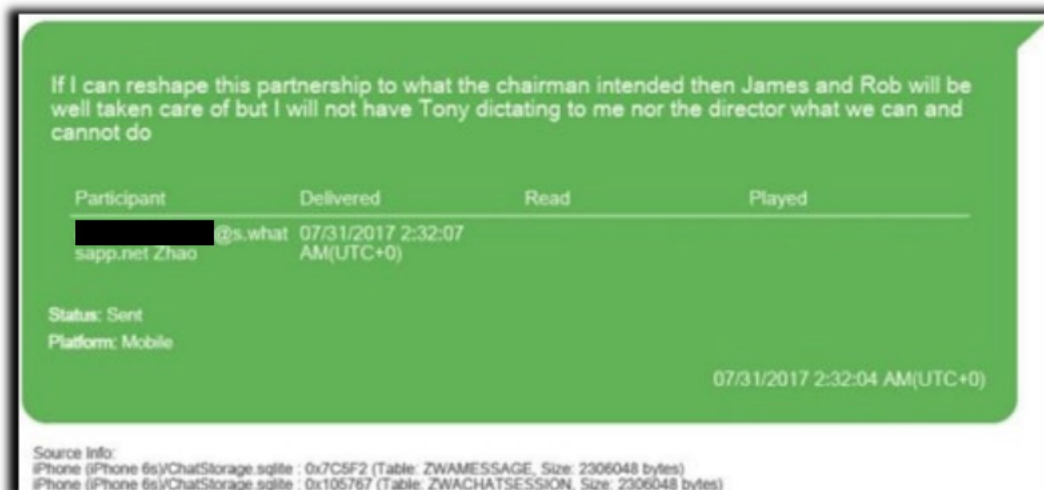 If I can reshape this partnership to what the chairman intended then James and Rob will be
well taken care of but I will not have Tony dictating to me nor the director what we can and
cannot do
Participant Delivered Read Played
@s.what 07/31/2017 2:32:07
sapp.net Zhao AM(UTC+0)
Status: Sent
Platform: Mobile
07/31/2017 2:32:04 AM(UTC+0)
Source Info:
iPhone (iPhone 6s)/ChatStorage.sqlite : 0x7C5F2 (Table: ZWAMESSAGE, Size: 2306048 bytes)
iPhone (iPhone 6s)/ChatStorage.sqlite : 0x105767 (Table: ZWACHATSESSION, Size: 2306048 bytes)